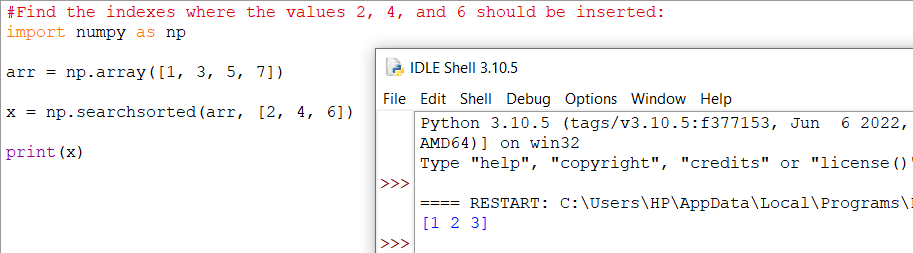 #Find the indexes where the values 2, 4, and 6 should be inserted:
import numpy as np
arr = np.array([1, 3, 5, 7])
x = np.searchsorted(arr, [2, 4, 6])
print(x)
IDLE Shell 3.10.5
File Edit Shell Debug Options Window Help
Python 3.10.5 (tags/v3.10.5:f377153, Jun  6 2022,
AMD64)] on win32
Type "help", "copyright", "credits" or "license()"
>>>
==== RESTART: C:\Users\HP\AppData\Local\Programs\
[1 2 3]
>>>